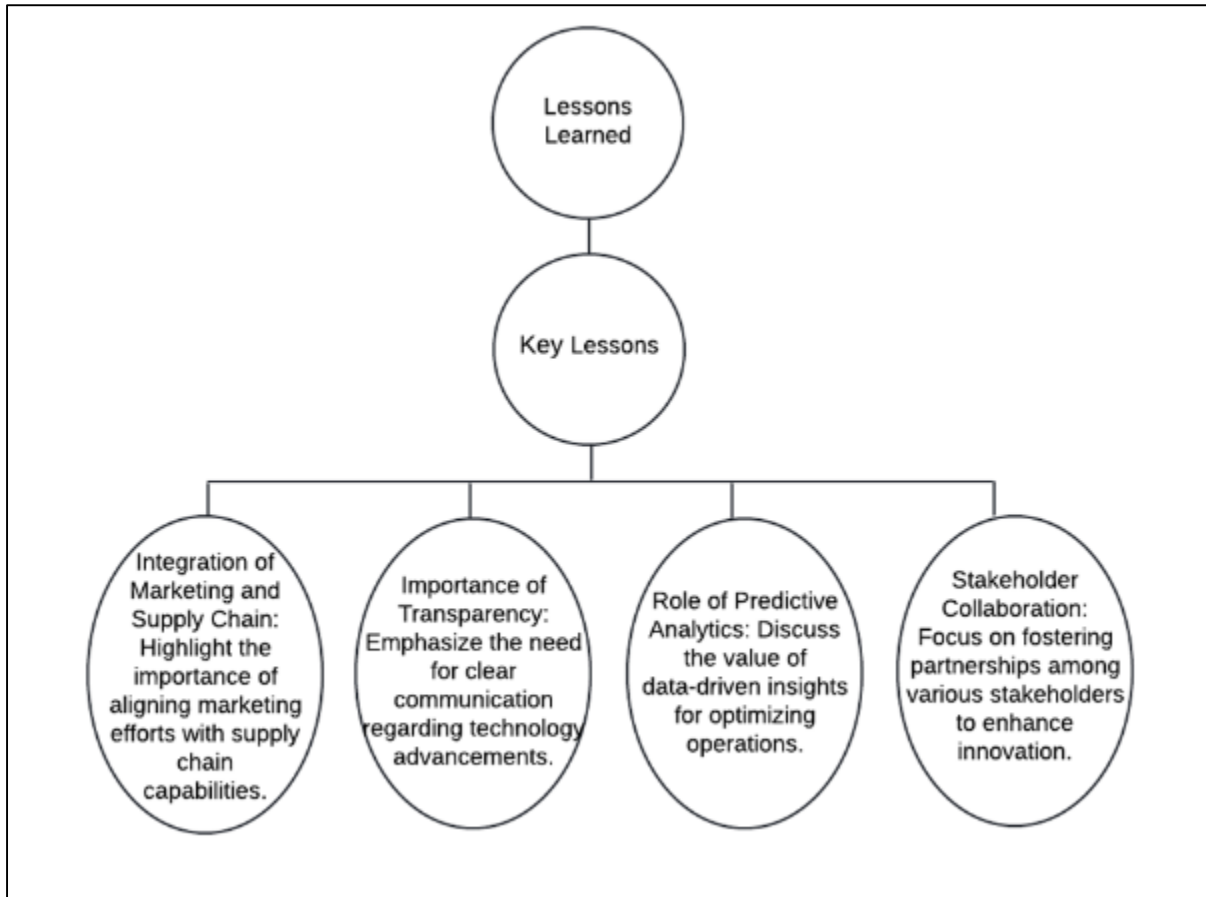 Lessons
Learned
Key Lessons
Integration of
Marketing and
Supply Chain:
Highlight the
importance of
aligning marketing
efforts with supply
chain
capabilities.
Importance of
Transparency:
Emphasize the need
for clear
communication
regarding technology
advancements.
Role of Predictive
Analytics: Discuss
the value of
data-driven insights
for optimizing
operations.
Stakeholder
Collaboration:
Focus on fostering
partnerships among
various stakeholders
to enhance
innovation.